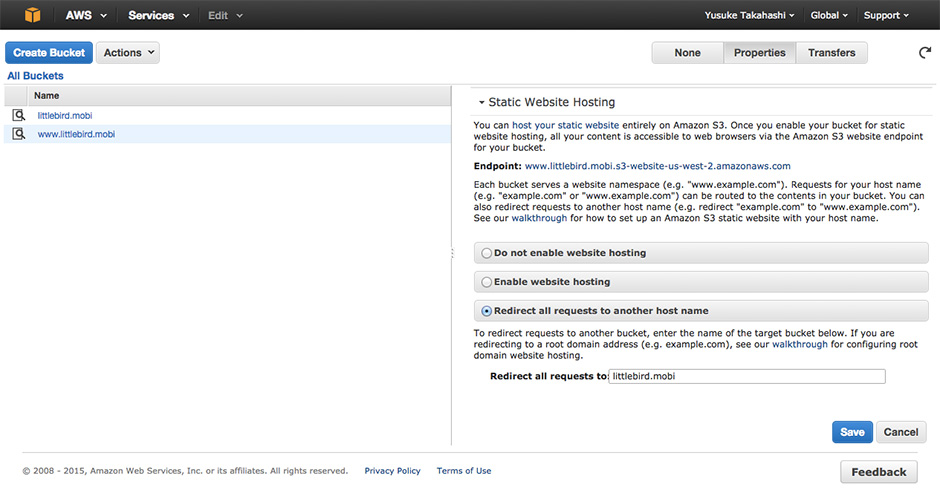 AWS Services Edit Yusuke Takahashi Global Support
Create Bucket Actions None Properties Transfers
All Buckets
Name
littlebird.mobi
www.littlebird.mobi
Static Website Hosting
You can host your static website entirely on Amazon S3. Once you enable your bucket for static
website hosting, all your content is accessible to web browsers via the Amazon S3 website endpoint
for your bucket.
Endpoint: www.littlebird.mobi.s3-website-us-west-2.amazonaws.com
Each bucket serves a website namespace (e.g. "www.example.com"). Requests for your host name
(e.g. "example.com" or "www.example.com") can be routed to the contents in your bucket. You can
also redirect requests to another host name (e.g. redirect "example.com" to "www.example.com").
See our walkthrough for how to set up an Amazon S3 static website with your host name.
Do not enable website hosting
Enable website hosting
Redirect all requests to another host name
To redirect requests to another bucket, enter the name of the target bucket below. If you are
redirecting to a root domain address (e.g. example.com), see our walkthrough for configuring root
domain website hosting.
Redirect all requests to: littlebird.mobi
Save Cancel
© 2008 - 2015, Amazon Web Services, Inc. or its affiliates. All rights reserved. Privacy Policy Terms of Use Feedback